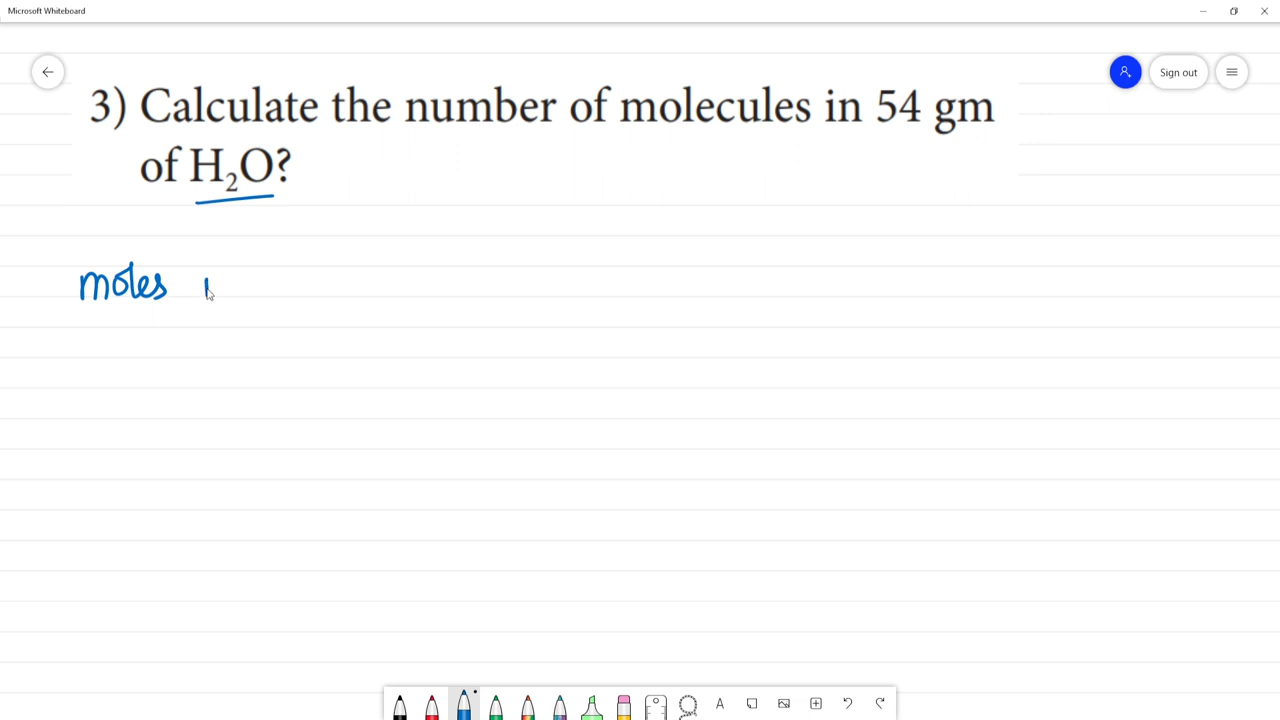 Microsoft Whiteboard
Sign out
3) Calculate the number of molecules in 54 gm
of H₂O?
moles